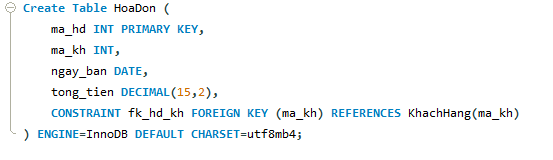 Create Table HoaDon (
ma_hd INT PRIMARY KEY,
ma_kh INT,
ngay_ban DATE,
tong_tien DECIMAL(15,2),
CONSTRAINT fk_hd_kh FOREIGN KEY (ma_kh) REFERENCES KhachHang(ma_kh)
) ENGINE=InnoDB DEFAULT CHARSET=utf8mb4;